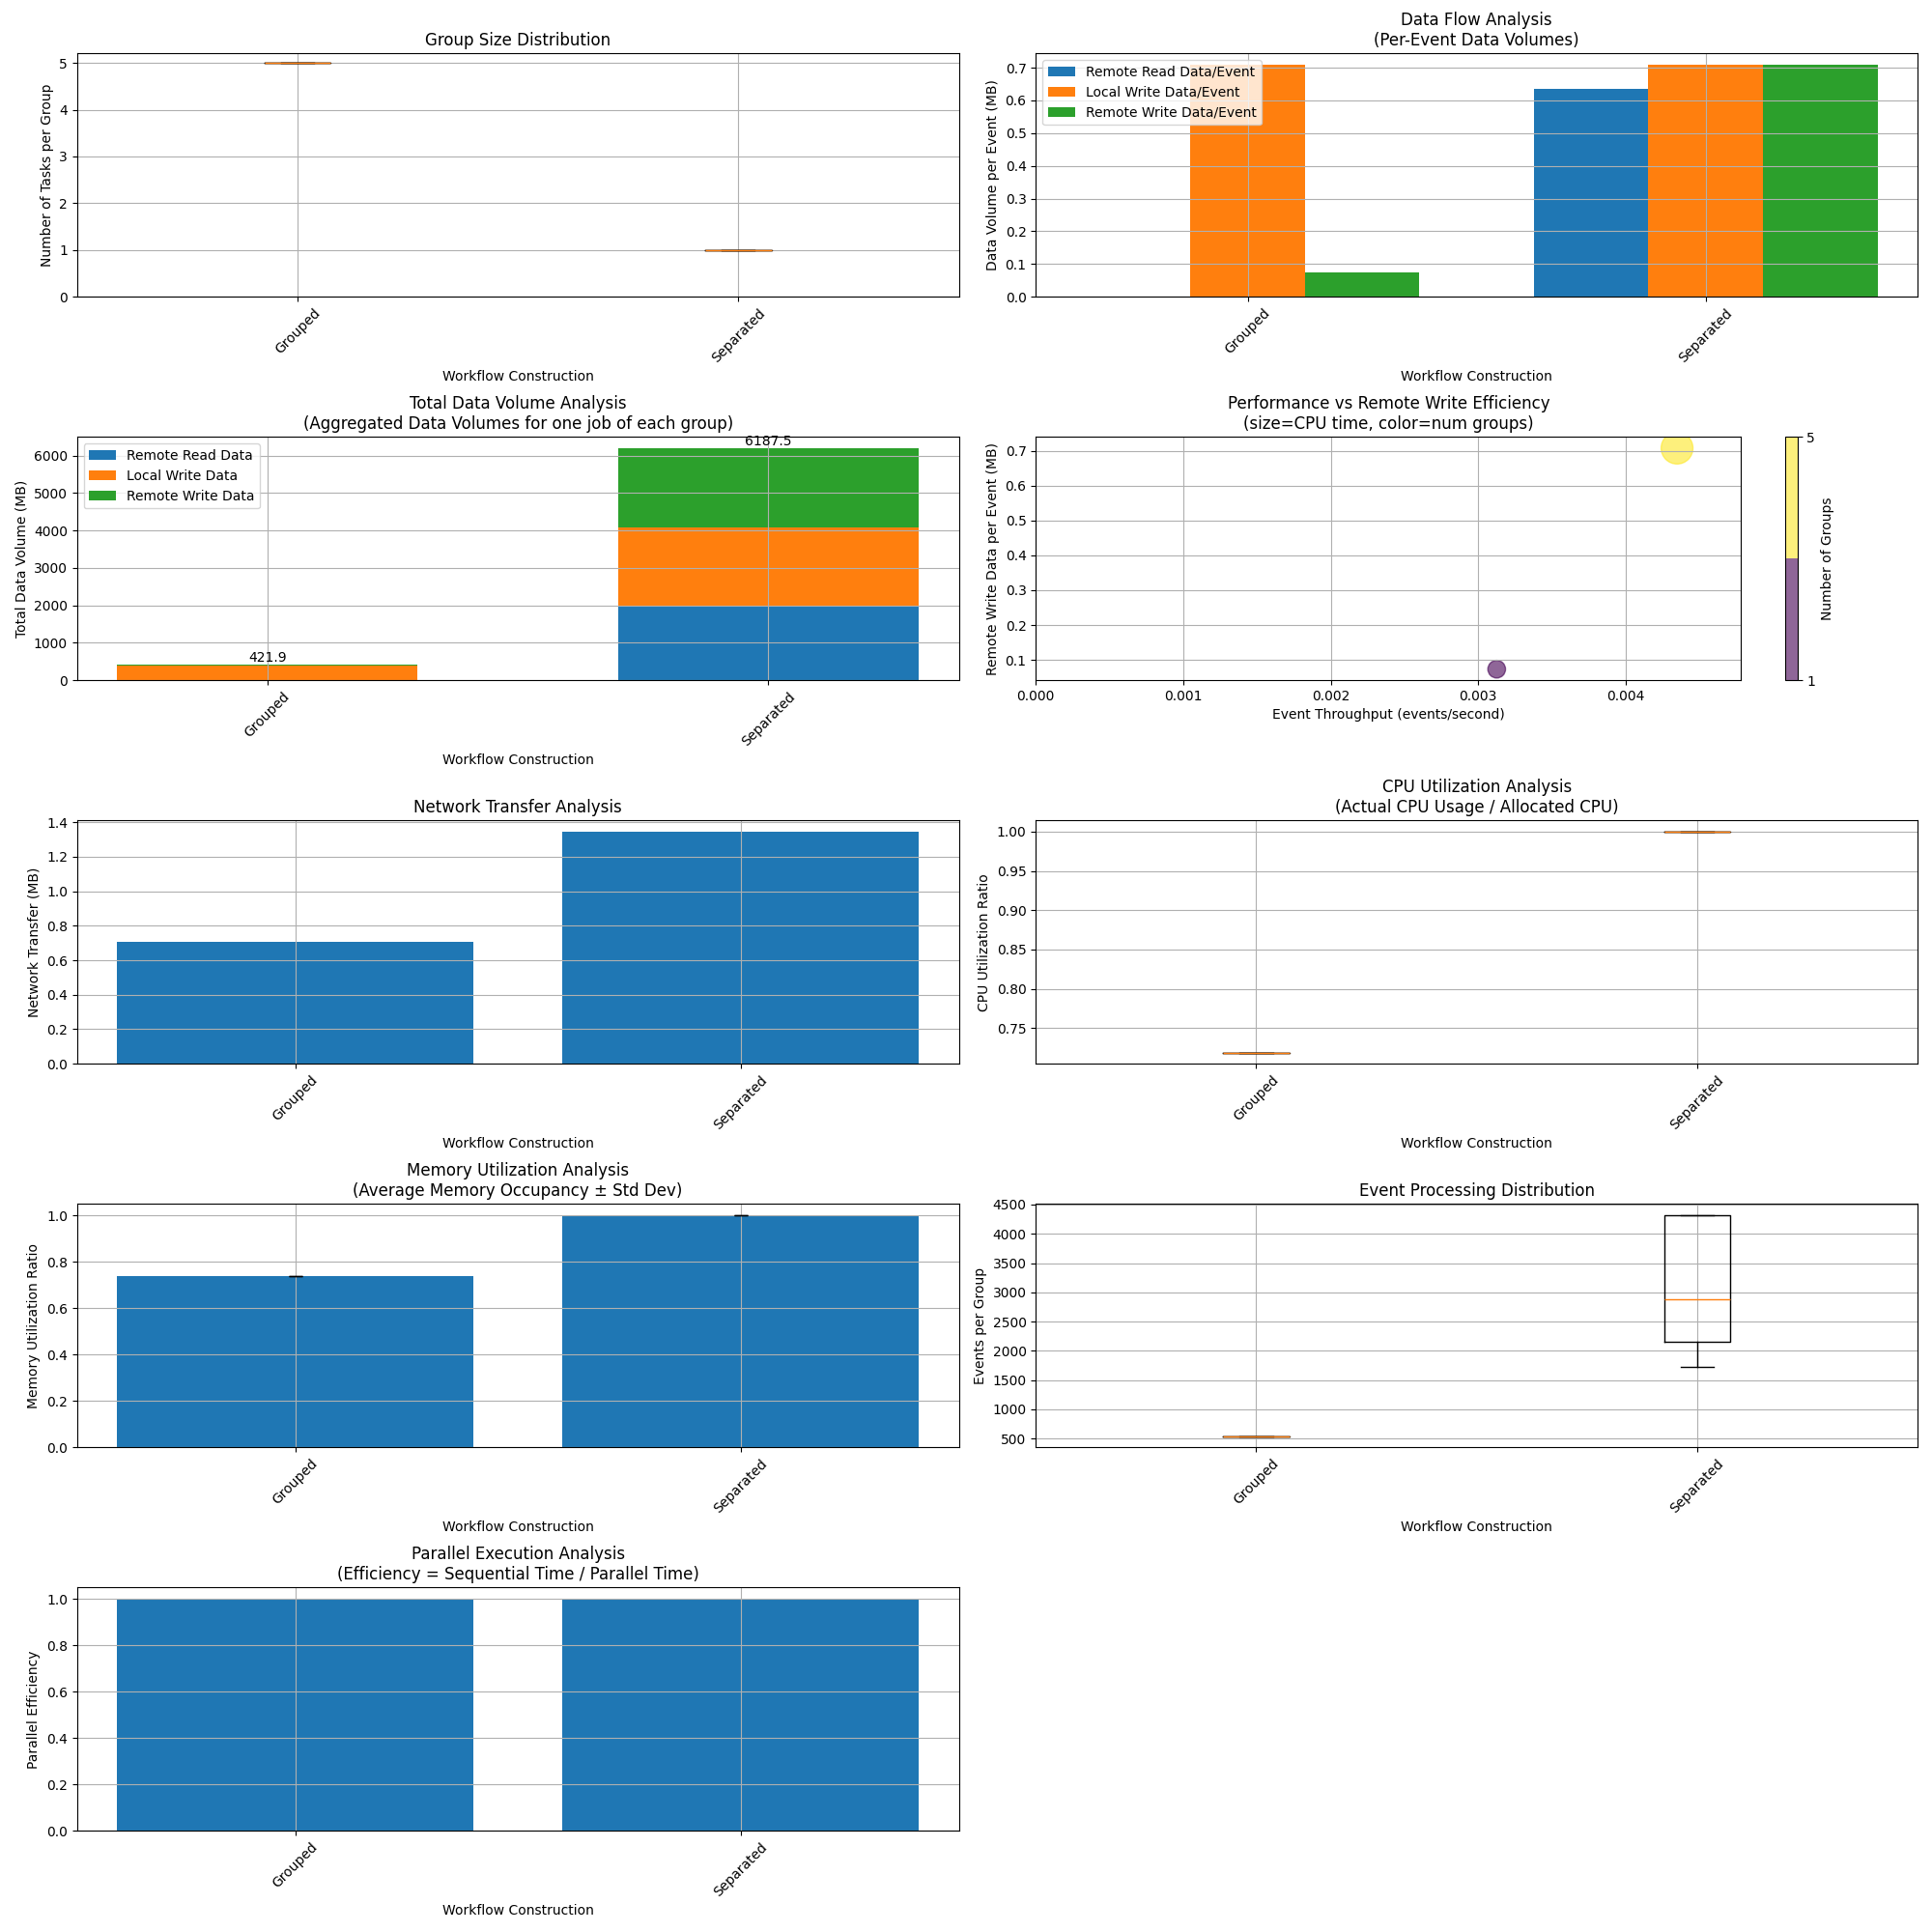 Group Size Distribution
Number of Tasks per Group
5
4
3
2
1
0
Grouped
Separated
Workflow Construction
Data Flow Analysis
(Per-Event Data Volumes)
Data Volume per Event (MB)
0.7
0.6
0.5
0.4
0.3
0.2
0.1
0.0
Remote Read Data/Event
Local Write Data/Event
Remote Write Data/Event
Grouped
Separated
Workflow Construction
Total Data Volume Analysis
(Aggregated Data Volumes for one job of each group)
Total Data Volume (MB)
6000
5000
4000
3000
2000
1000
0
Remote Read Data
Local Write Data
Remote Write Data
421.9
6187.5
Grouped
Separated
Workflow Construction
Performance vs Remote Write Efficiency
(size=CPU time, color=num groups)
Remote Write Data per Event (MB)
0.7
0.6
0.5
0.4
0.3
0.2
0.1
0.000
0.001
0.002
0.003
0.004
Event Throughput (events/second)
5
1
Number of Groups
Network Transfer Analysis
Network Transfer (MB)
1.4
1.2
1.0
0.8
0.6
0.4
0.2
0.0
Grouped
Separated
Workflow Construction
CPU Utilization Analysis
(Actual CPU Usage / Allocated CPU)
CPU Utilization Ratio
1.00
0.95
0.90
0.85
0.80
0.75
Grouped
Separated
Workflow Construction
Memory Utilization Analysis
(Average Memory Occupancy ± Std Dev)
Memory Utilization Ratio
1.0
0.8
0.6
0.4
0.2
0.0
Grouped
Separated
Workflow Construction
Event Processing Distribution
Events per Group
4500
4000
3500
3000
2500
2000
1500
1000
500
Grouped
Separated
Workflow Construction
Parallel Execution Analysis
(Efficiency = Sequential Time / Parallel Time)
Parallel Efficiency
1.0
0.8
0.6
0.4
0.2
0.0
Grouped
Separated
Workflow Construction